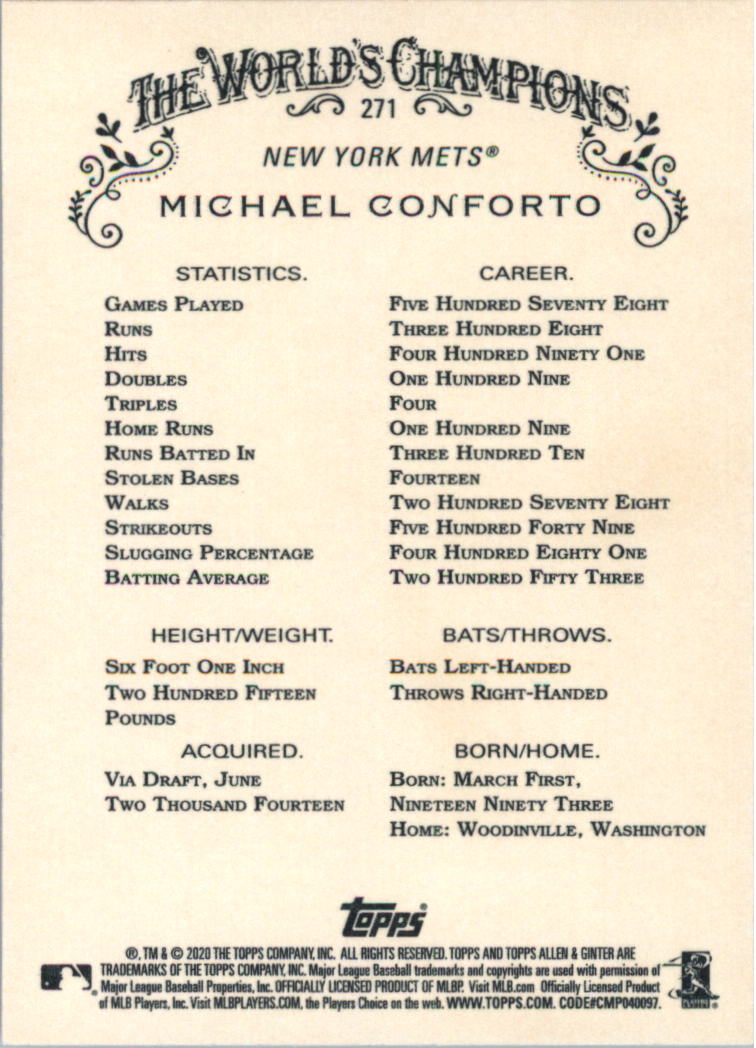 THE WORLD'S CHAMPIONS
271
NEW YORK METS®
MICHAEL CONFORTO
STATISTICS. CAREER.
GAMES PLAYED FIVE HUNDRED SEVENTY EIGHT
RUNS THREE HUNDRED EIGHT
HITS FOUR HUNDRED NINETY ONE
DOUBLES ONE HUNDRED NINE
TRIPLES FOUR
HOME RUNS ONE HUNDRED NINE
RUNS BATTED IN THREE HUNDRED TEN
STOLEN BASES FOURTEEN
WALKS TWO HUNDRED SEVENTY EIGHT
STRIKEOUTS FIVE HUNDRED FORTY NINE
SLUGGING PERCENTAGE FOUR HUNDRED EIGHTY ONE
BATTING AVERAGE TWO HUNDRED FIFTY THREE
HEIGHT/WEIGHT. BATS/THROWS.
SIX FOOT ONE INCH BATS LEFT-HANDED
TWO HUNDRED FIFTEEN THROWS RIGHT-HANDED
POUNDS
ACQUIRED. BORN/HOME.
VIA DRAFT, JUNE BORN: MARCH FIRST,
TWO THOUSAND FOURTEEN NINETEEN NINETY THREE
HOME: WOODINVILLE, WASHINGTON
Topps®
®, TM & © 2020 THE TOPPS COMPANY, INC. ALL RIGHTS RESERVED. TOPPS AND TOPPS ALLEN & GINTER ARE
TRADEMARKS OF THE TOPPS COMPANY, INC. Major League Baseball trademarks and copyrights are used with permission of
Major League Baseball Properties, Inc. OFFICIALLY LICENSED PRODUCT OF MLBP. Visit MLB.com Officially Licensed Product
of MLB Players, Inc. Visit MLBPLAYERS.COM, the Players Choice on the web. WWW.TOPPS.COM. CODE#CMP040097.